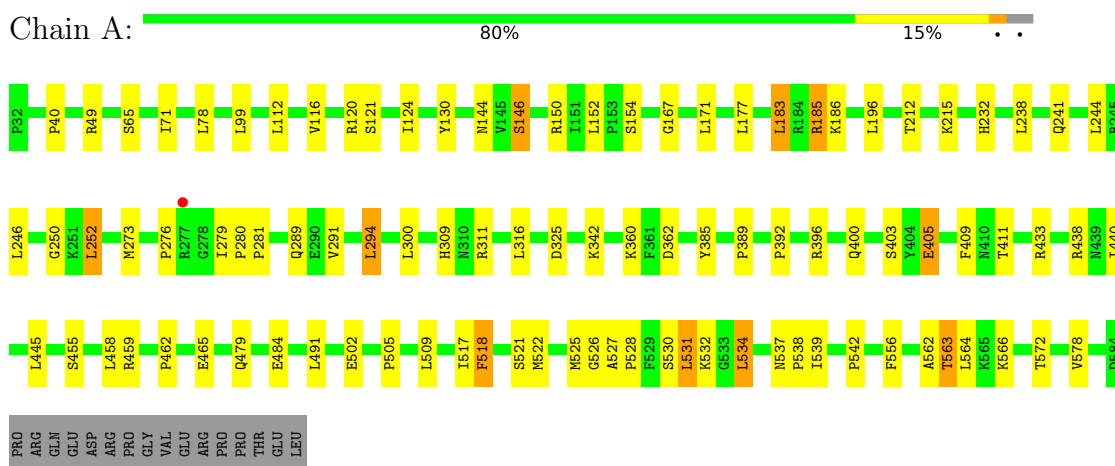 Chain A:
80% 15% • •
P32 P40 R49 S65 I71 L78 L99 L112 V116 R120 S121 I124 Y130 N144 V145 S146 R150 I151 L152 P153 S154 G167 L171 L177 L183 R184 R185 K186 L196 T212 K215 H232 L238 Q241 L244
L246 G250 K251 L252 M273 P276 R277 G278 I279 P280 P281 Q289 E290 V291 L294 L300 H309 N310 R311 L316 D325 K342 K360 F361 D362 Y385 P389 P392 R396 Q400 S403 Y404 E405 F409 N410 T411 R433 R438 N439
L445 S455 L458 R459 P462 E465 Q479 E484 L491 E502 P505 L509 I517 F518 S521 M522 M525 G526 A527 P528 F529 S530 L531 K532 G533 L534 N537 P538 I539 P542 F556 A562 T563 L564 K565 K566 T572 V578
PRO ARG GLN GLU ASP ARG PRO GLY VAL GLU ARG PRO PRO THR GLU LEU